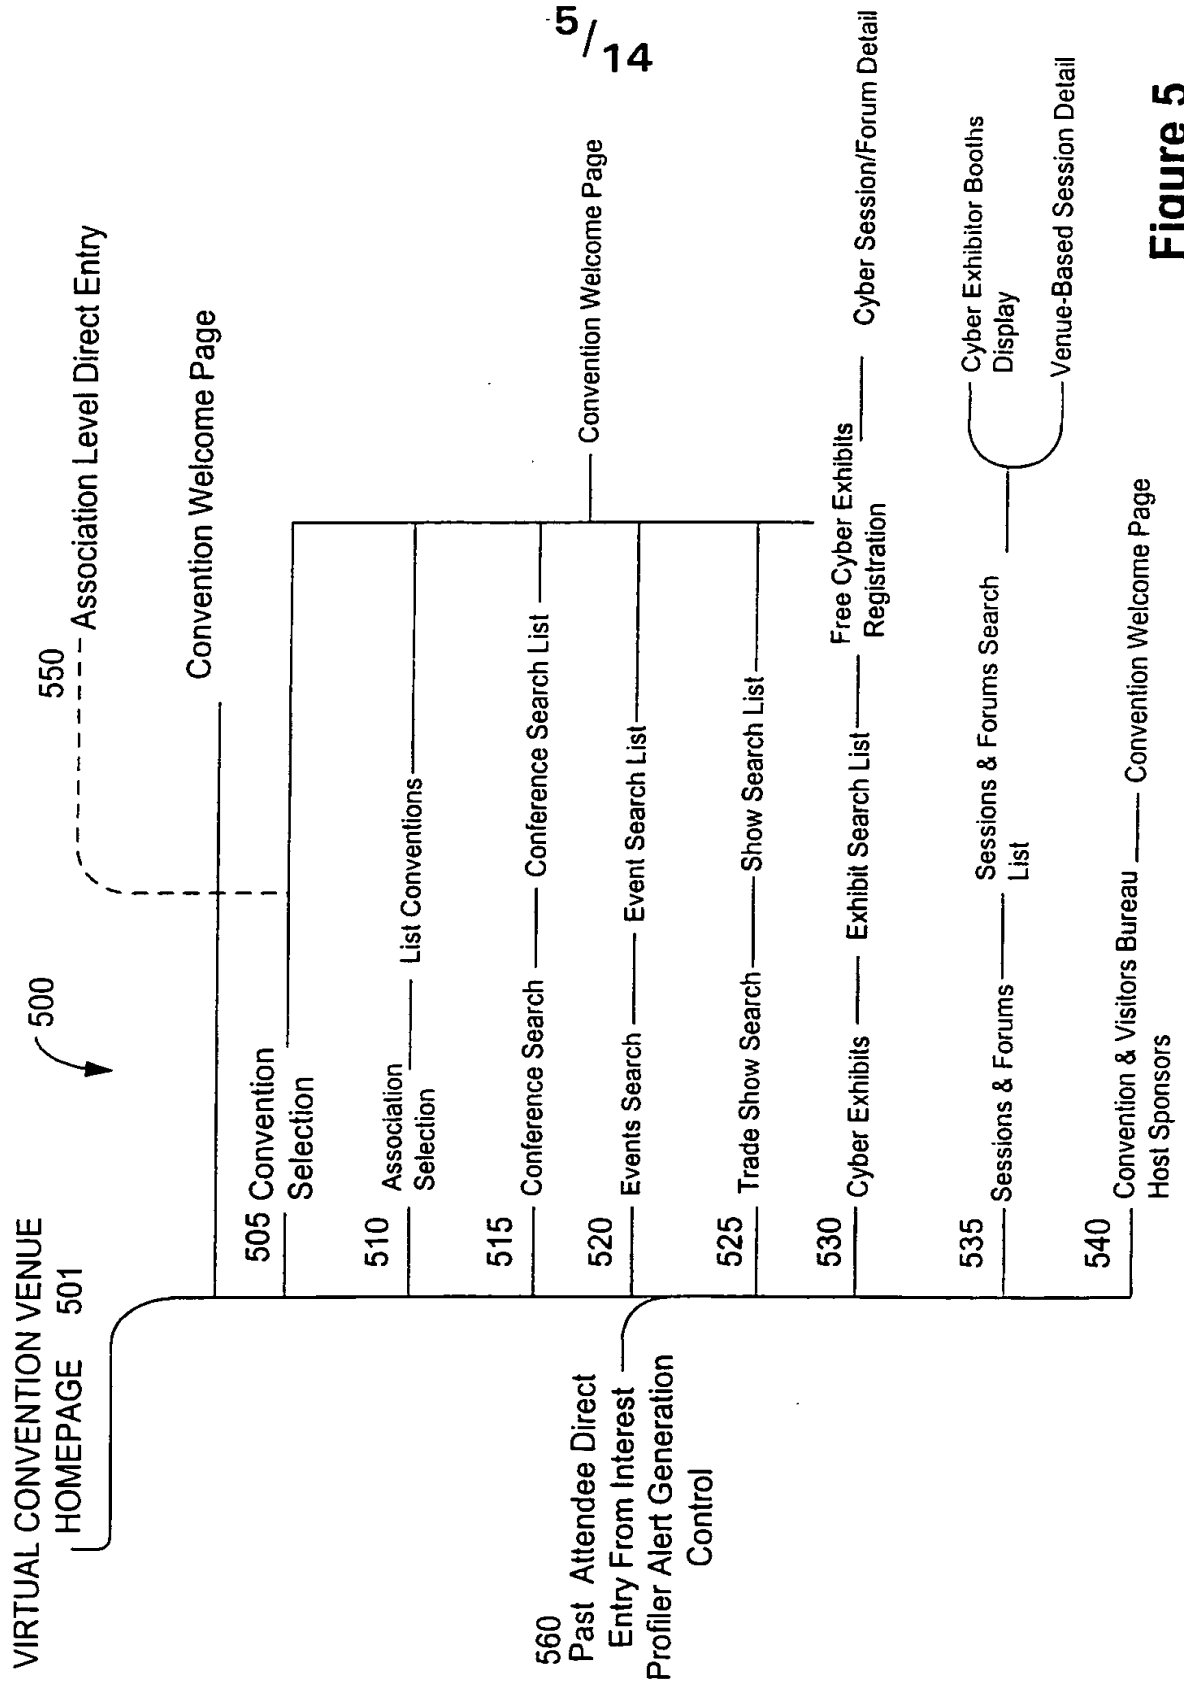 5/14
VIRTUAL CONVENTION VENUE
HOMEPAGE 501
500
550
Association Level Direct Entry
Convention Welcome Page
505 Convention
Selection
510
Association
Selection
List Conventions
Convention Welcome Page
515
Conference Search
Conference Search List
520
Events Search
Event Search List
525
Trade Show Search
Show Search List
530
Cyber Exhibits
Exhibit Search List
Free Cyber Exhibits
Registration
Cyber Session/Forum Detail
535
Sessions & Forums
Sessions & Forums Search
List
Cyber Exhibitor Booths
Display
Venue-Based Session Detail
540
Convention & Visitors Bureau
Host Sponsors
Convention Welcome Page
560
Past Attendee Direct
Entry From Interest
Profiler Alert Generation
Control
Figure 5